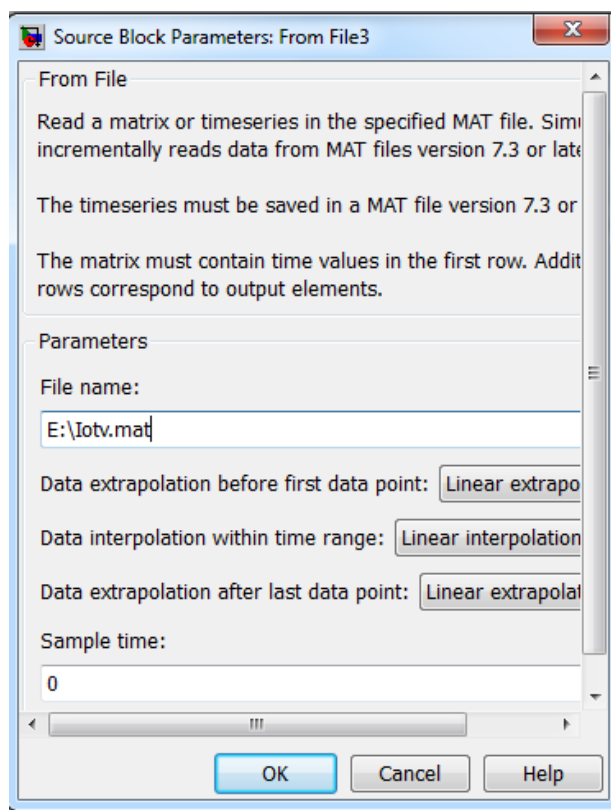 Source Block Parameters: From File3
From File
Read a matrix or timeseries in the specified MAT file. Simu
incrementally reads data from MAT files version 7.3 or late
The timeseries must be saved in a MAT file version 7.3 or
The matrix must contain time values in the first row. Addit
rows correspond to output elements.
Parameters
File name:
E:\Iotv.mat
Data extrapolation before first data point: Linear extrapo
Data interpolation within time range: Linear interpolation
Data extrapolation after last data point: Linear extrapolat
Sample time:
0
OK Cancel Help